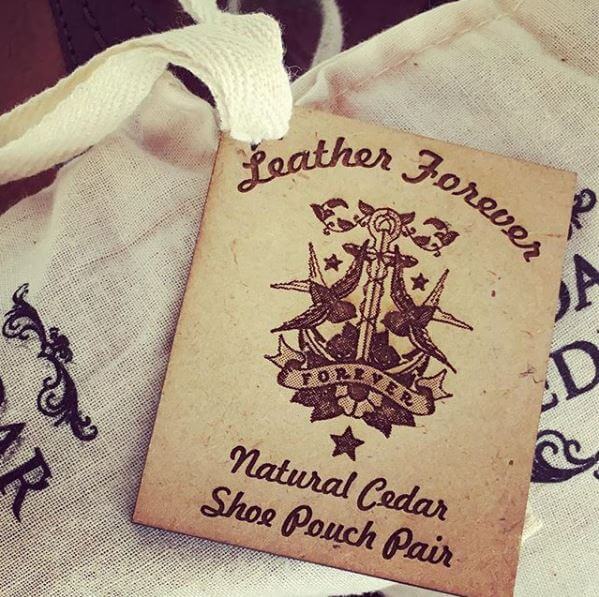 Leather Forever
FOREVER
Natural Cedar
Shoe Pouch Pair